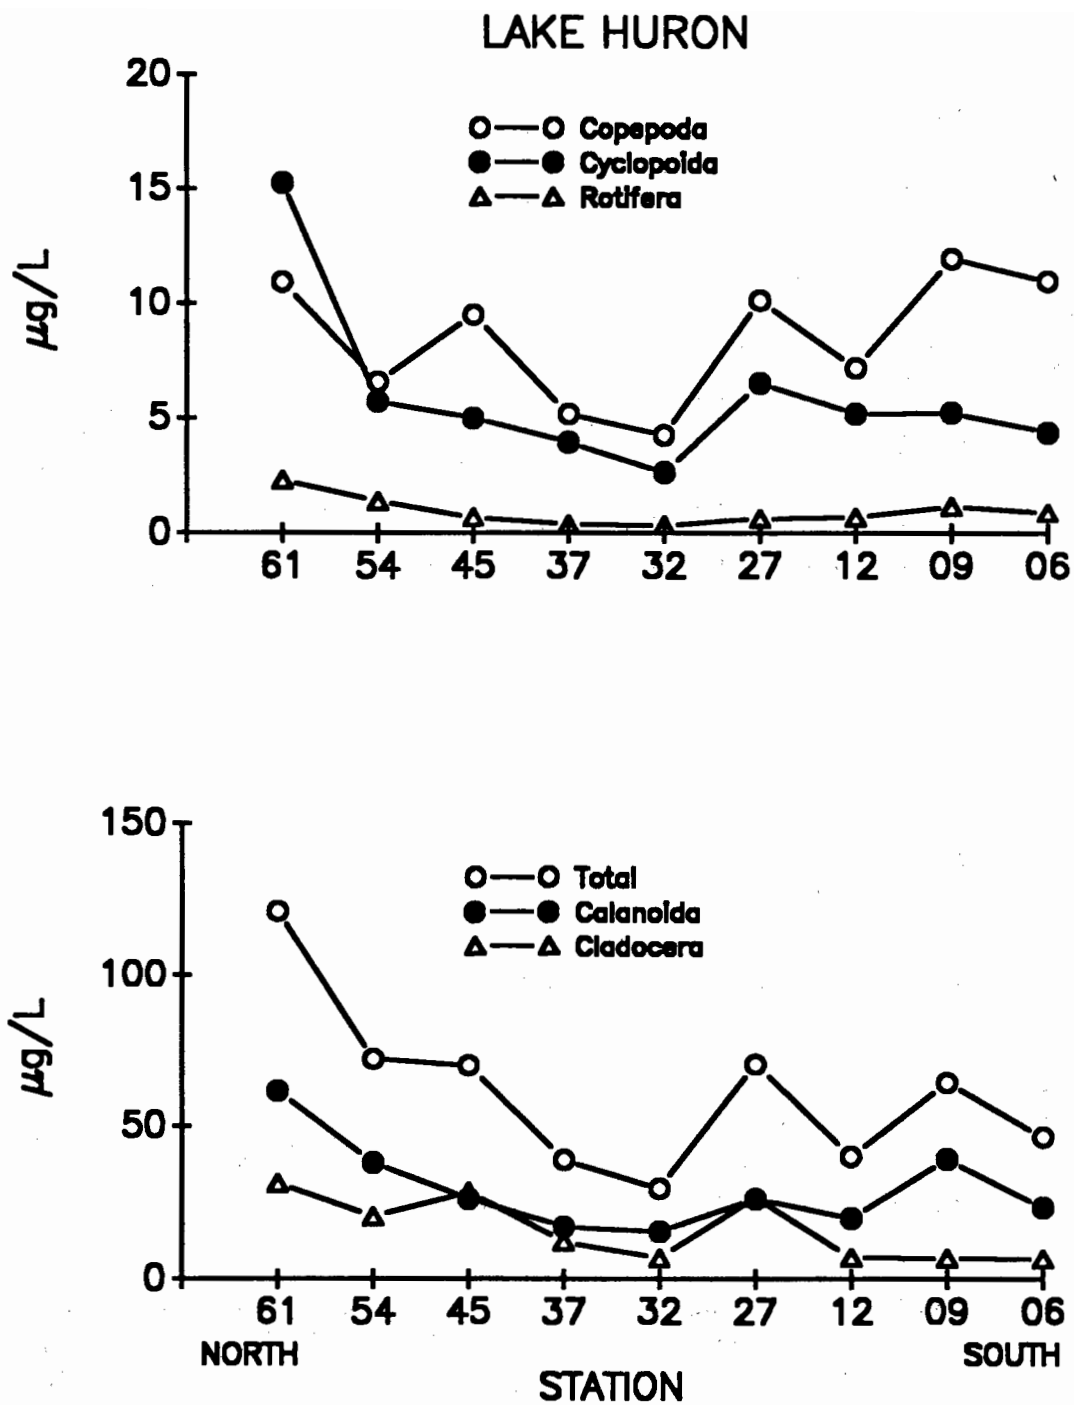 LAKE HURON
20
Copepoda
Cyclopoida
15
Rotifera
µg/L
10
5
0
61 54 45 37 32 27 12 09 06
150
Total
Calanoida
Cladocera
100
µg/L
50
0
61 54 45 37 32 27 12 09 06
NORTH SOUTH
STATION